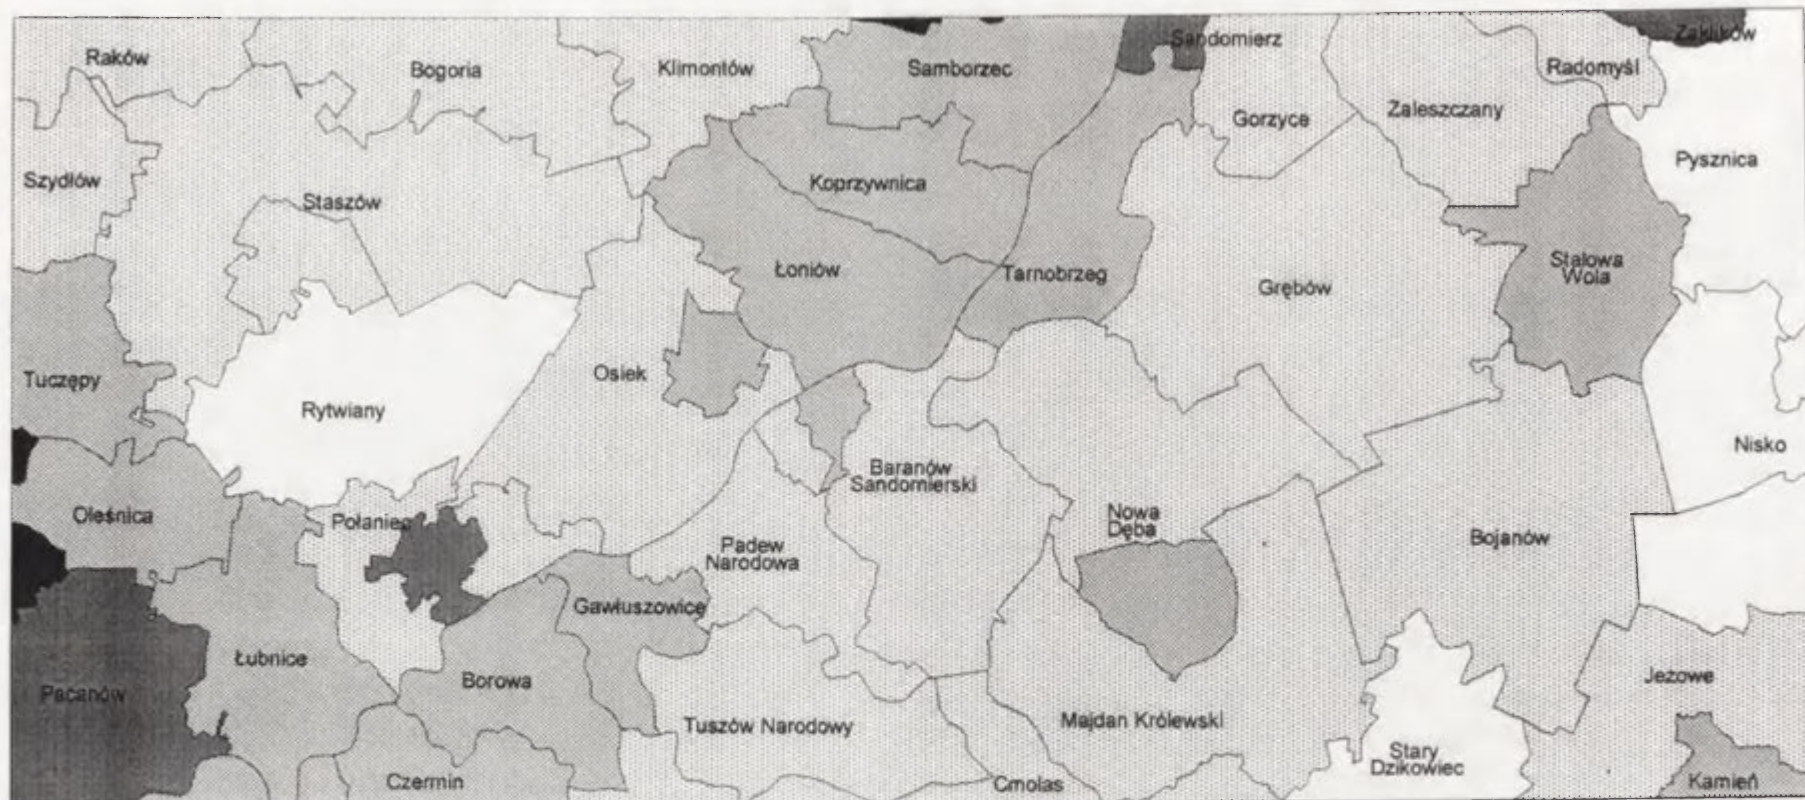 Raków
Bogoria
Klimontów
Samborzec
Sandomierz
Zaklików
Radomyśl
Gorzyce
Zaleszczany
Pysznica
Szydłów
Staszów
Koprzywnica
Łoniów
Tarnobrzeg
Grębów
Stalowa
Wola
Tuczępy
Rytwiany
Osiek
Nisko
Baranów
Sandomierski
Oleśnica
Połaniec
Nowa
Dęba
Padew
Narodowa
Bojanów
Gawłuszowice
Łubnice
Pacanów
Borowa
Jeżowe
Tuszów Narodowy
Majdan Królewski
Stary
Dzikowiec
Czermin
Cmolas
Kamień